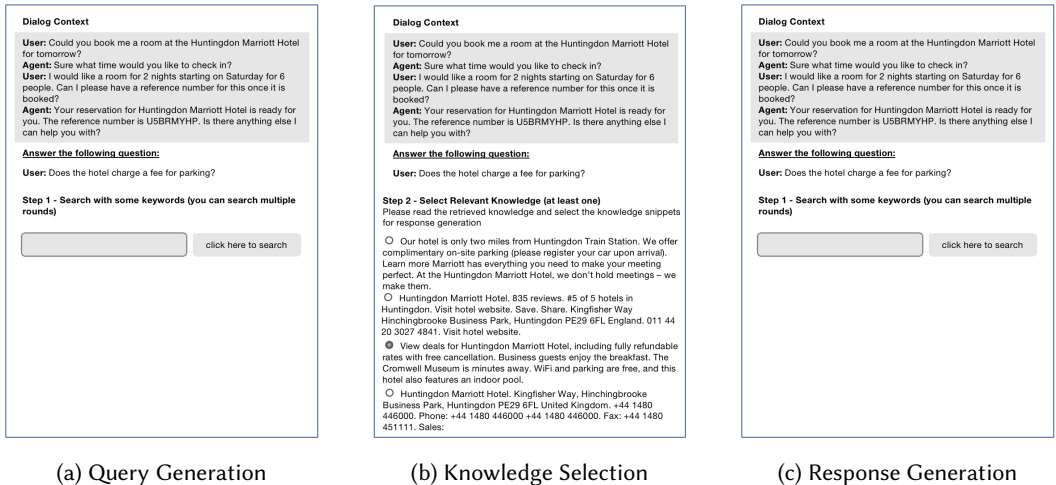 Dialog Context
User: Could you book me a room at the Huntingdon Marriott Hotel
for tomorrow?
Agent: Sure what time would you like to check in?
User: I would like a room for 2 nights starting on Saturday for 6
people. Can I please have a reference number for this once it is
booked?
Agent: Your reservation for Huntingdon Marriott Hotel is ready for
you. The reference number is U5BRMYHP. Is there anything else I
can help you with?
Answer the following question:
User: Does the hotel charge a fee for parking?
Step 1 - Search with some keywords (you can search multiple
rounds)
click here to search
(a) Query Generation
Dialog Context
User: Could you book me a room at the Huntingdon Marriott Hotel
for tomorrow?
Agent: Sure what time would you like to check in?
User: I would like a room for 2 nights starting on Saturday for 6
people. Can I please have a reference number for this once it is
booked?
Agent: Your reservation for Huntingdon Marriott Hotel is ready for
you. The reference number is U5BRMYHP. Is there anything else I
can help you with?
Answer the following question:
User: Does the hotel charge a fee for parking?
Step 2 - Select Relevant Knowledge (at least one)
Please read the retrieved knowledge and select the knowledge snippets
for response generation
Our hotel is only two miles from Huntingdon Train Station. We offer
complimentary on-site parking (please register your car upon arrival).
Learn more Marriott has everything you need to make your meeting
perfect. At the Huntingdon Marriott Hotel, we don't hold meetings – we
make them.
Huntingdon Marriott Hotel. 835 reviews. #5 of 5 hotels in
Huntingdon. Visit hotel website. Save. Share. Kingfisher Way
Hinchingbrooke Business Park, Huntingdon PE29 6FL England. 011 44
20 3027 4841. Visit hotel website.
View deals for Huntingdon Marriott Hotel, including fully refundable
rates with free cancellation. Business guests enjoy the breakfast. The
Cromwell Museum is minutes away. WiFi and parking are free, and this
hotel also features an indoor pool.
Huntingdon Marriott Hotel. Kingfisher Way, Hinchingbrooke
Business Park, Huntingdon PE29 6FL United Kingdom. +44 1480
446000. Phone: +44 1480 446000 +44 1480 446000. Fax: +44 1480
451111. Sales:
(b) Knowledge Selection
Dialog Context
User: Could you book me a room at the Huntingdon Marriott Hotel
for tomorrow?
Agent: Sure what time would you like to check in?
User: I would like a room for 2 nights starting on Saturday for 6
people. Can I please have a reference number for this once it is
booked?
Agent: Your reservation for Huntingdon Marriott Hotel is ready for
you. The reference number is U5BRMYHP. Is there anything else I
can help you with?
Answer the following question:
User: Does the hotel charge a fee for parking?
Step 1 - Search with some keywords (you can search multiple
rounds)
click here to search
(c) Response Generation